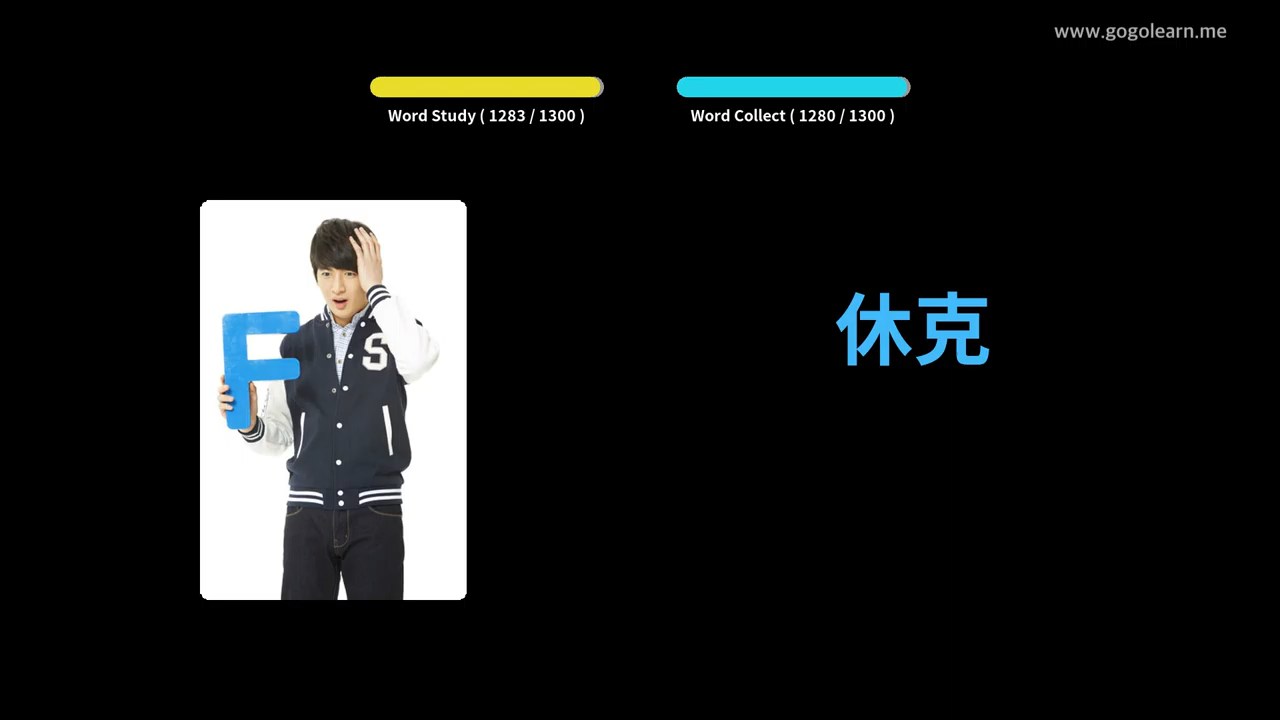 www.gogolearn.me
Word Study ( 1283 / 1300 )
Word Collect ( 1280 / 1300 )
F
S
休克